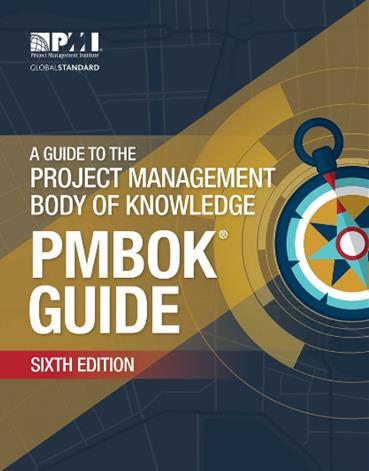 PMI
Project Management Institute
GLOBALSTANDARD
A GUIDE TO THE
PROJECT MANAGEMENT
BODY OF KNOWLEDGE
PMBOK®
GUIDE
SIXTH EDITION